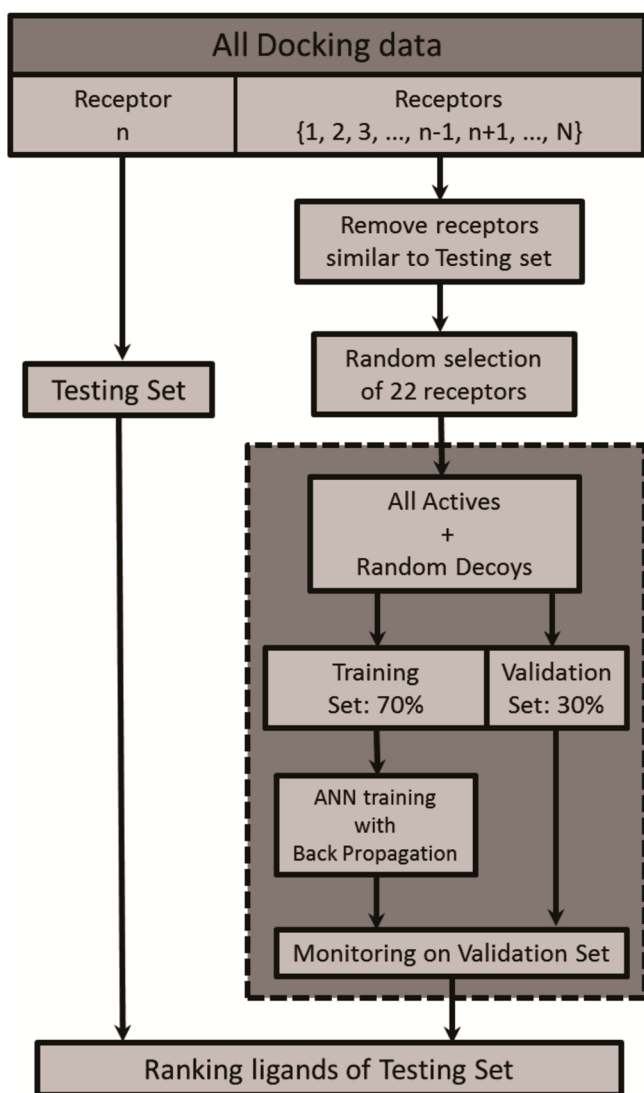 All Docking data
Receptor
n
Receptors
{1, 2, 3, ..., n-1, n+1, ..., N}
Remove receptors
similar to Testing set
Random selection
of 22 receptors
Testing Set
All Actives
+
Random Decoys
Training
Set: 70%
Validation
Set: 30%
ANN training
with
Back Propagation
Monitoring on Validation Set
Ranking ligands of Testing Set